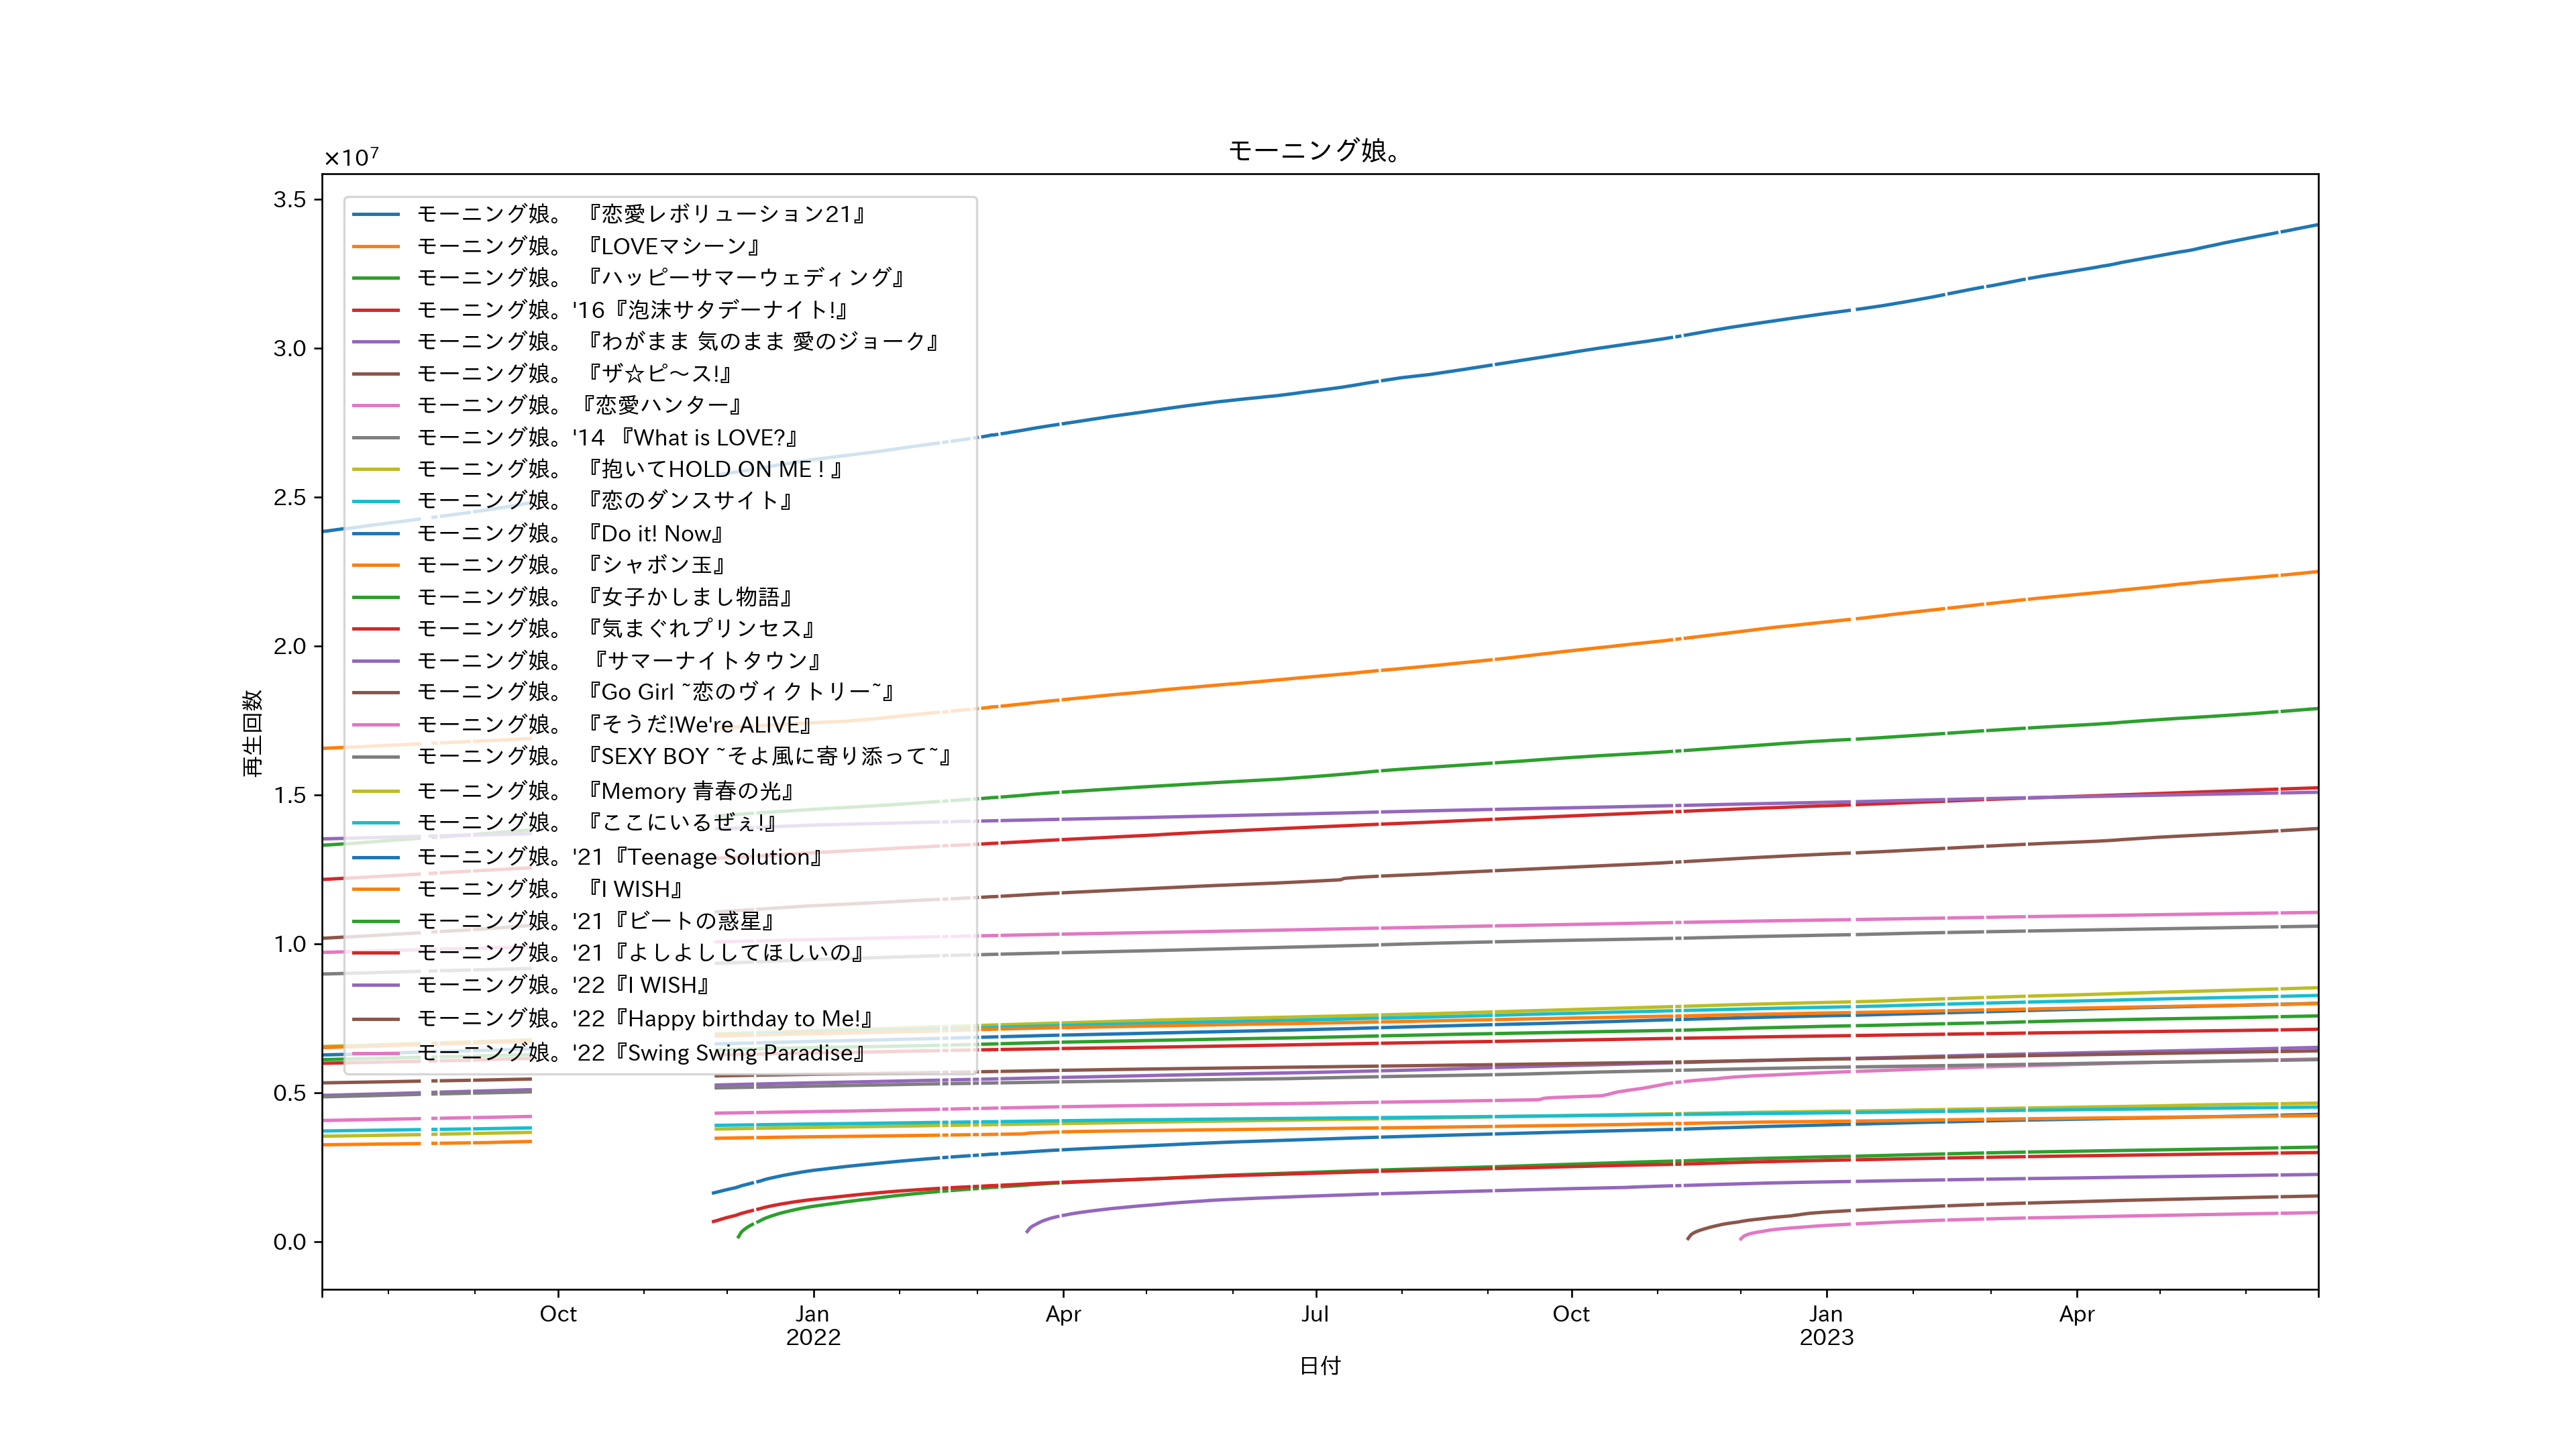 モーニング娘。
×10⁷
3.5
3.0
2.5
2.0
1.5
1.0
0.5
0.0
再生回数
モーニング娘。 『恋愛レボリューション21』
モーニング娘。 『LOVEマシーン』
モーニング娘。 『ハッピーサマーウェディング』
モーニング娘。'16『泡沫サタデーナイト!』
モーニング娘。 『わがまま 気のまま 愛のジョーク』
モーニング娘。 『ザ☆ピ〜ス!』
モーニング娘。『恋愛ハンター』
モーニング娘。'14 『What is LOVE?』
モーニング娘。 『抱いてHOLD ON ME ! 』
モーニング娘。 『恋のダンスサイト』
モーニング娘。 『Do it! Now』
モーニング娘。 『シャボン玉』
モーニング娘。 『女子かしまし物語』
モーニング娘。 『気まぐれプリンセス』
モーニング娘。  『サマーナイトタウン』
モーニング娘。 『Go Girl ~恋のヴィクトリー~』
モーニング娘。 『そうだ!We're ALIVE』
モーニング娘。 『SEXY BOY ~そよ風に寄り添って~』
モーニング娘。 『Memory 青春の光』
モーニング娘。 『ここにいるぜぇ!』
モーニング娘。'21『Teenage Solution』
モーニング娘。 『I WISH』
モーニング娘。'21『ビートの惑星』
モーニング娘。'21『よしよししてほしいの』
モーニング娘。'22『I WISH』
モーニング娘。'22『Happy birthday to Me!』
モーニング娘。'22『Swing Swing Paradise』
Oct Jan Apr Jul Oct Jan Apr
2022 2023
日付